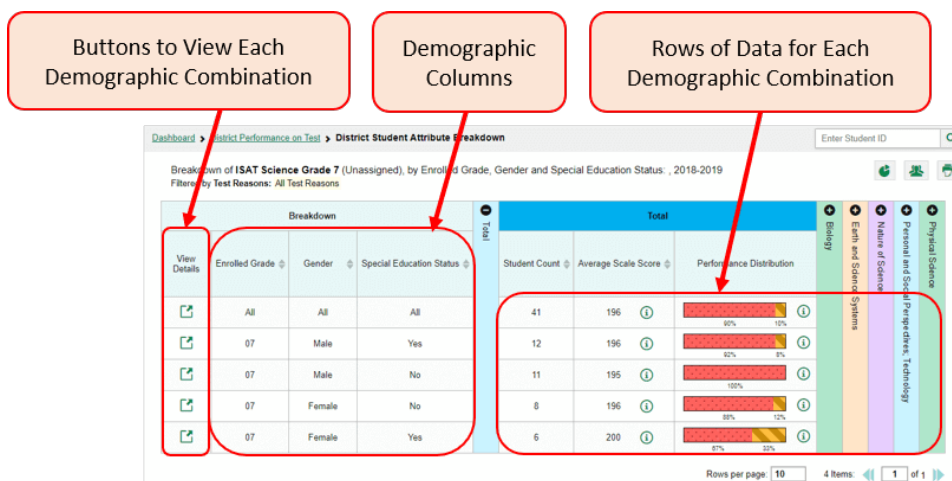 Buttons to View Each
Demographic Combination
Demographic
Columns
Rows of Data for Each
Demographic Combination
Dashboard > District Performance on Test > District Student Attribute Breakdown
Enter Student ID
Breakdown of ISAT Science Grade 7 (Unassigned), by Enrolled Grade, Gender and Special Education Status: , 2018-2019
Filtered by Test Reasons: All Test Reasons
Breakdown
Total
Total
Biology
Earth and Science Systems
Nature of Science
Personal and Social Perspectives; Technology
Physical Science
View
Details
Enrolled Grade
Gender
Special Education Status
Student Count
Average Scale Score
Performance Distribution
All All All 41 196
90% 10%
07 Male Yes 12 196
92% 8%
07 Male No 11 195
100%
07 Female No 8 196
88% 12%
07 Female Yes 6 200
67% 33%
Rows per page: 10 4 Items: 1 of 1